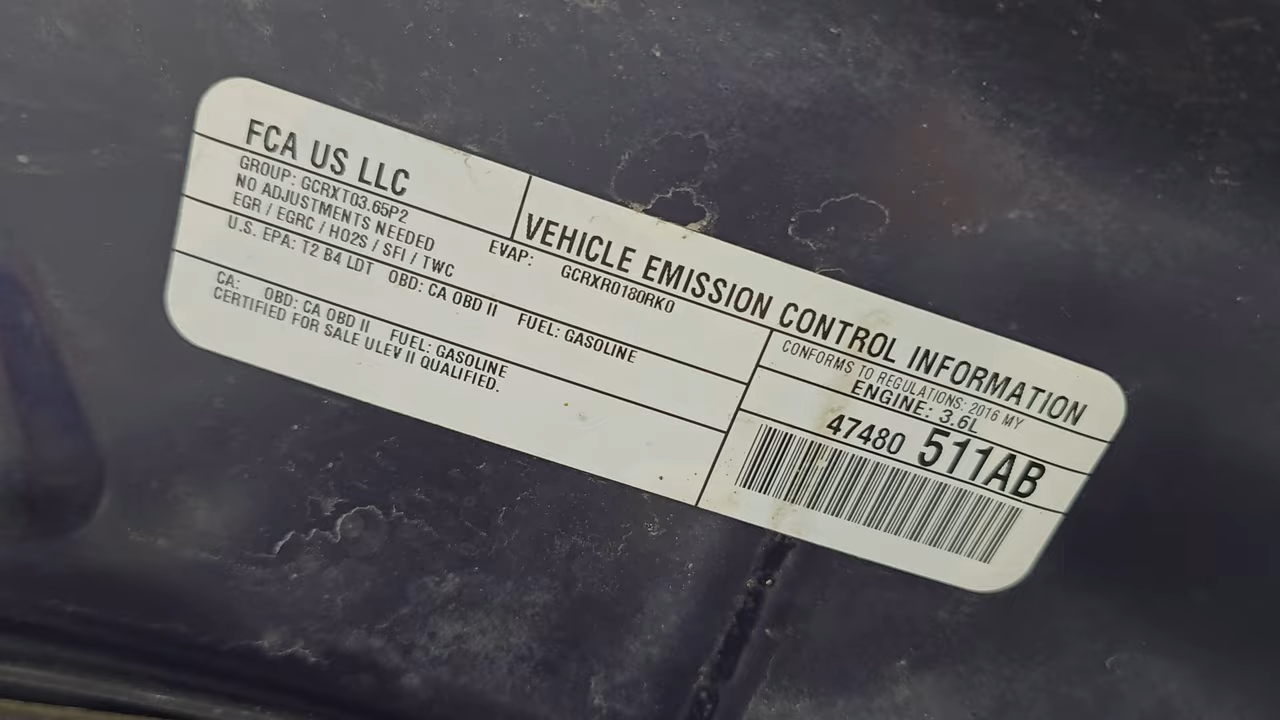 FCA US LLC
VEHICLE EMISSION CONTROL INFORMATION
GROUP: GCRXT03.65P2 EVAP: GCRXR0180RK0
NO ADJUSTMENTS NEEDED
EGR / EGRC / HO2S / SFI / TWC
U.S. EPA: T2 B4 LDT OBD: CA OBD II FUEL: GASOLINE
CA: OBD: CA OBD II FUEL: GASOLINE
CERTIFIED FOR SALE ULEV II QUALIFIED.
CONFORMS TO REGULATIONS: 2016 MY
ENGINE: 3.6L
47480 511AB